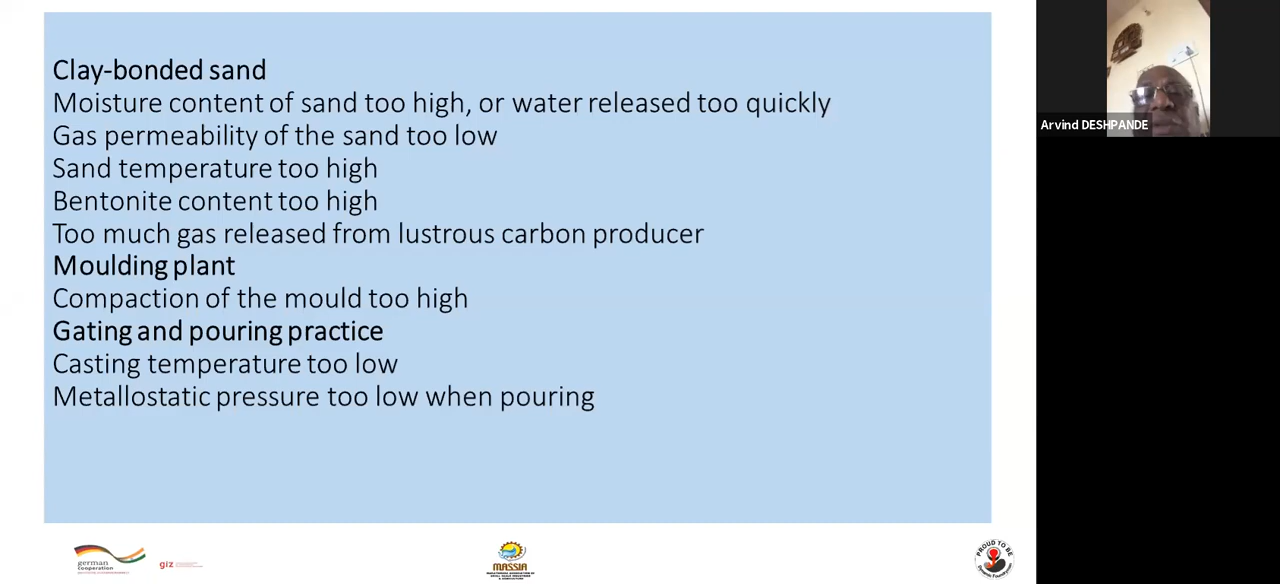 Clay-bonded sand
Moisture content of sand too high, or water released too quickly
Gas permeability of the sand too low
Sand temperature too high
Bentonite content too high
Too much gas released from lustrous carbon producer
Moulding plant
Compaction of the mould too high
Gating and pouring practice
Casting temperature too low
Metallostatic pressure too low when pouring
Arvind DESHPANDE
german
cooperation
giz
MASSIA
PROUD TO BE